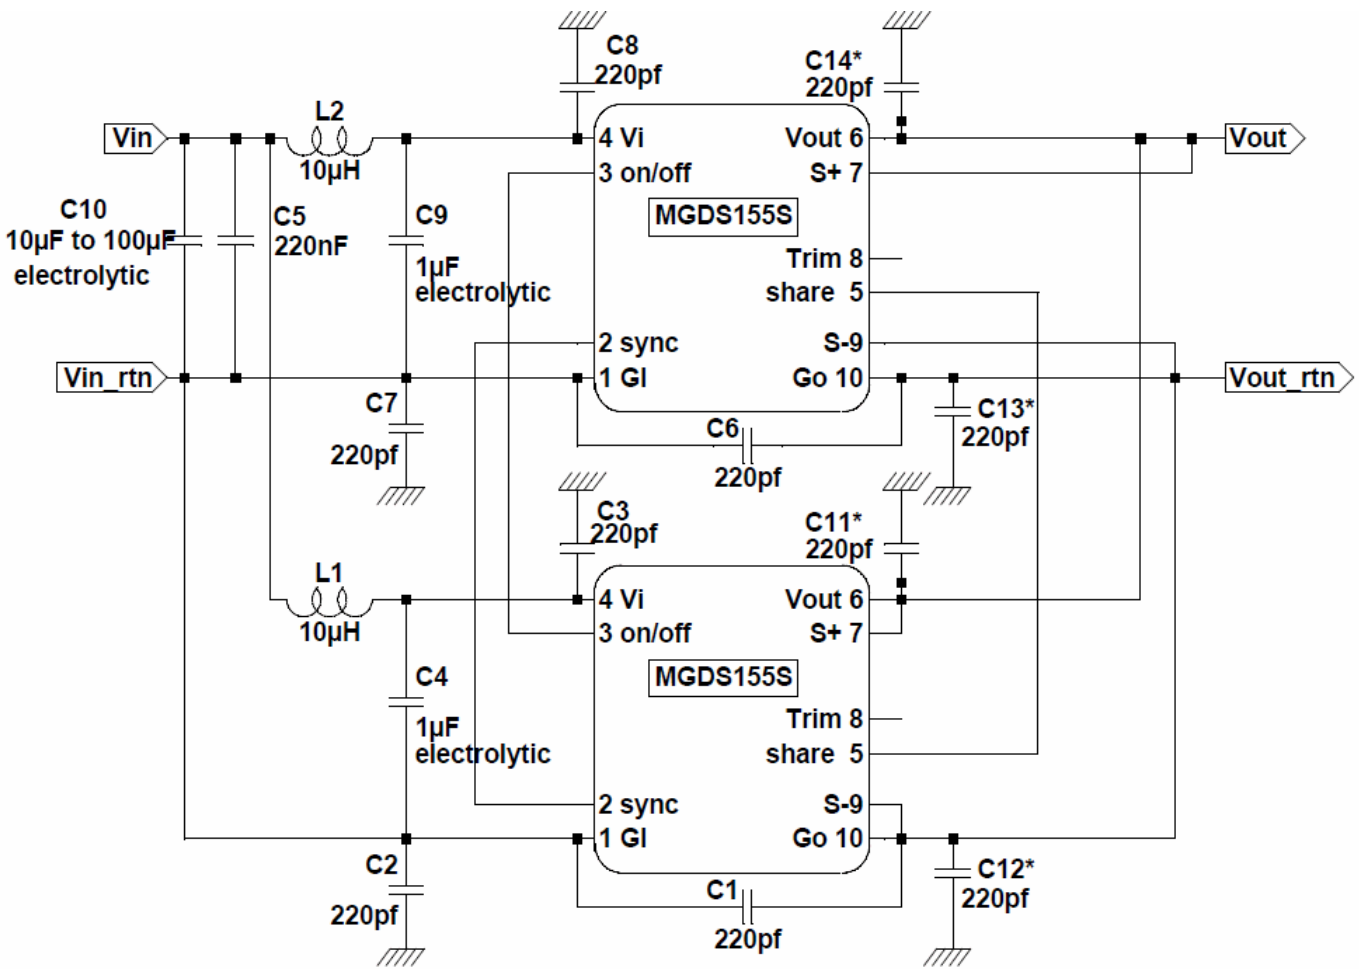 C8
220pf
C14*
220pf
L2
10µH
Vin
4 Vi
Vout 6
Vout
3 on/off
S+ 7
MGDS155S
C10
10µF to 100µF
electrolytic
C5
220nF
C9
1µF
electrolytic
Trim 8
share 5
2 sync
S-9
Vin_rtn
1 GI
Go 10
Vout_rtn
C7
220pf
C6
220pf
C13*
220pf
C3
220pf
C11*
220pf
L1
10µH
4 Vi
Vout 6
3 on/off
S+ 7
MGDS155S
C4
1µF
electrolytic
Trim 8
share 5
2 sync
S-9
1 GI
Go 10
C2
220pf
C1
220pf
C12*
220pf